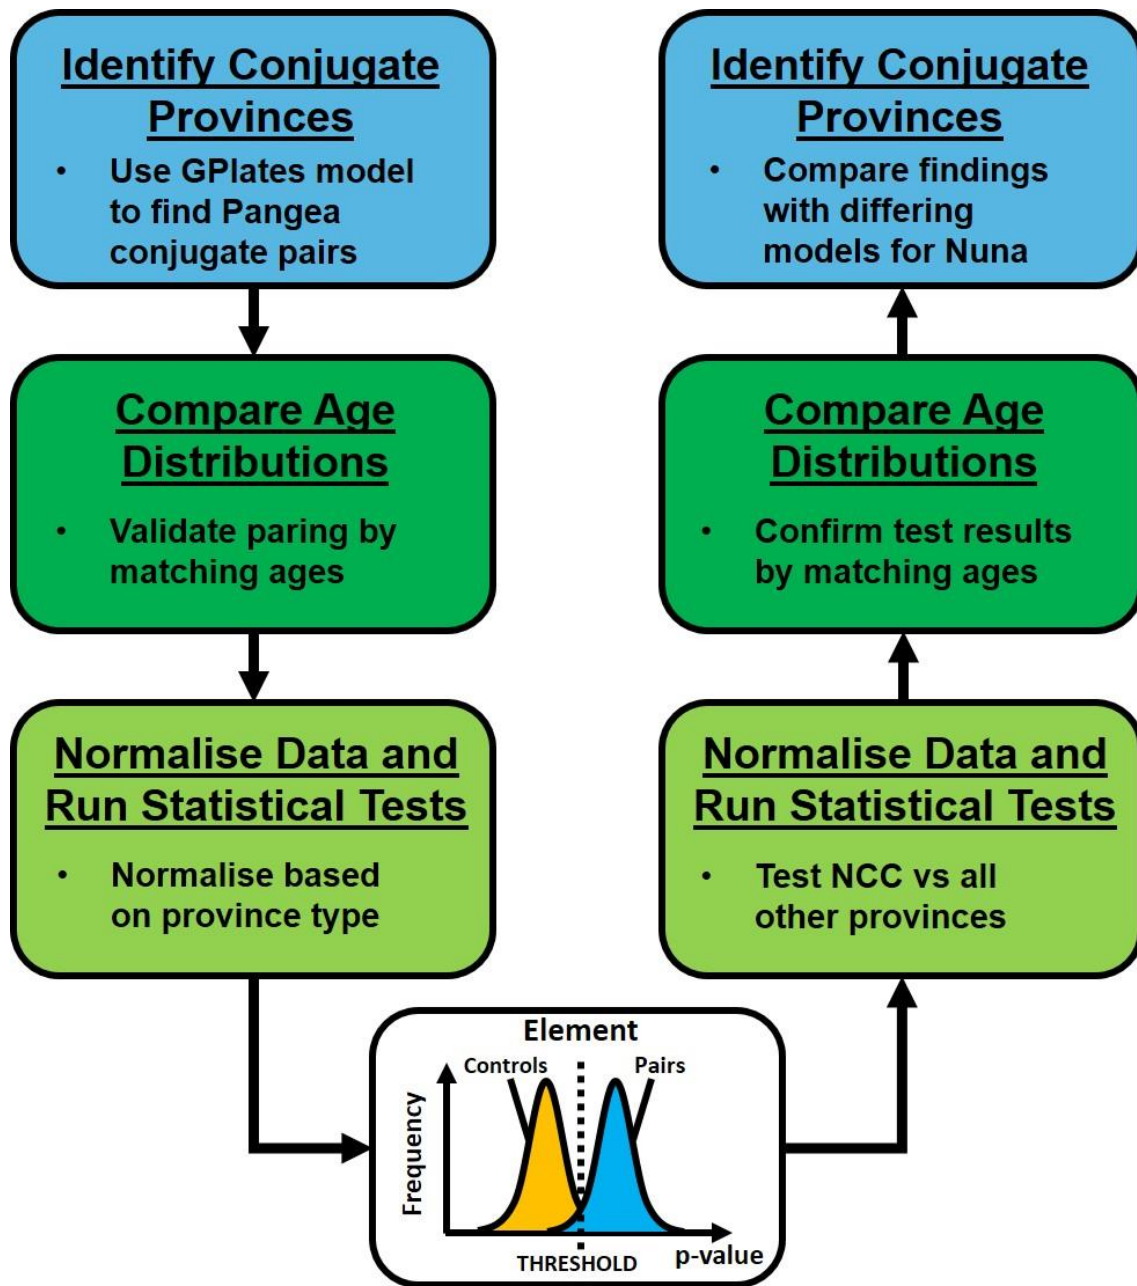 Identify Conjugate
Provinces
• Use GPlates model
to find Pangea
conjugate pairs
Compare Age
Distributions
• Validate paring by
matching ages
Normalise Data and
Run Statistical Tests
• Normalise based
on province type
Element
Controls
Pairs
Frequency
THRESHOLD
p-value
Normalise Data and
Run Statistical Tests
• Test NCC vs all
other provinces
Compare Age
Distributions
• Confirm test results
by matching ages
Identify Conjugate
Provinces
• Compare findings
with differing
models for Nuna